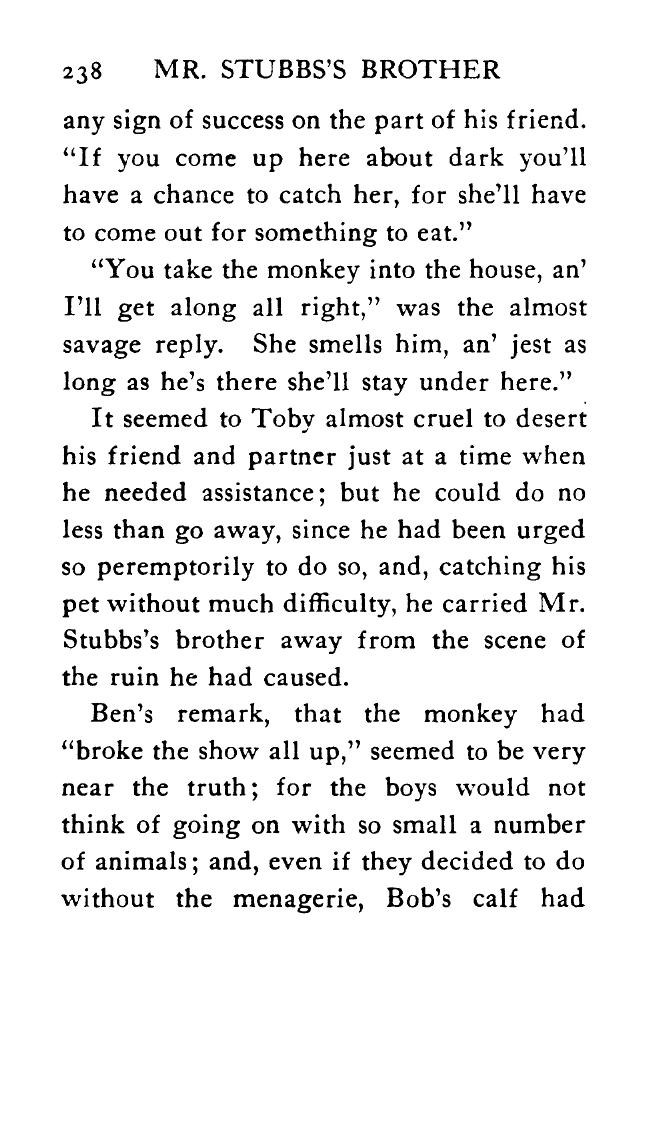 238 MR. STUBBS'S BROTHER
any sign of success on the part of his friend.
“If you come up here about dark you'll
have a chance to catch her, for she'll have
to come out for something to eat.”
“You take the monkey into the house, an'
I'll get along all right,” was the almost
savage reply. She smells him, an' jest as
long as he's there she'll stay under here.”
It seemed to Toby almost cruel to desert
his friend and partner just at a time when
he needed assistance; but he could do no
less than go away, since he had been urged
so peremptorily to do so, and, catching his
pet without much difficulty, he carried Mr.
Stubbs's brother away from the scene of
the ruin he had caused.
Ben's remark, that the monkey had
“broke the show all up,” seemed to be very
near the truth; for the boys would not
think of going on with so small a number
of animals; and, even if they decided to do
without the menagerie, Bob's calf had